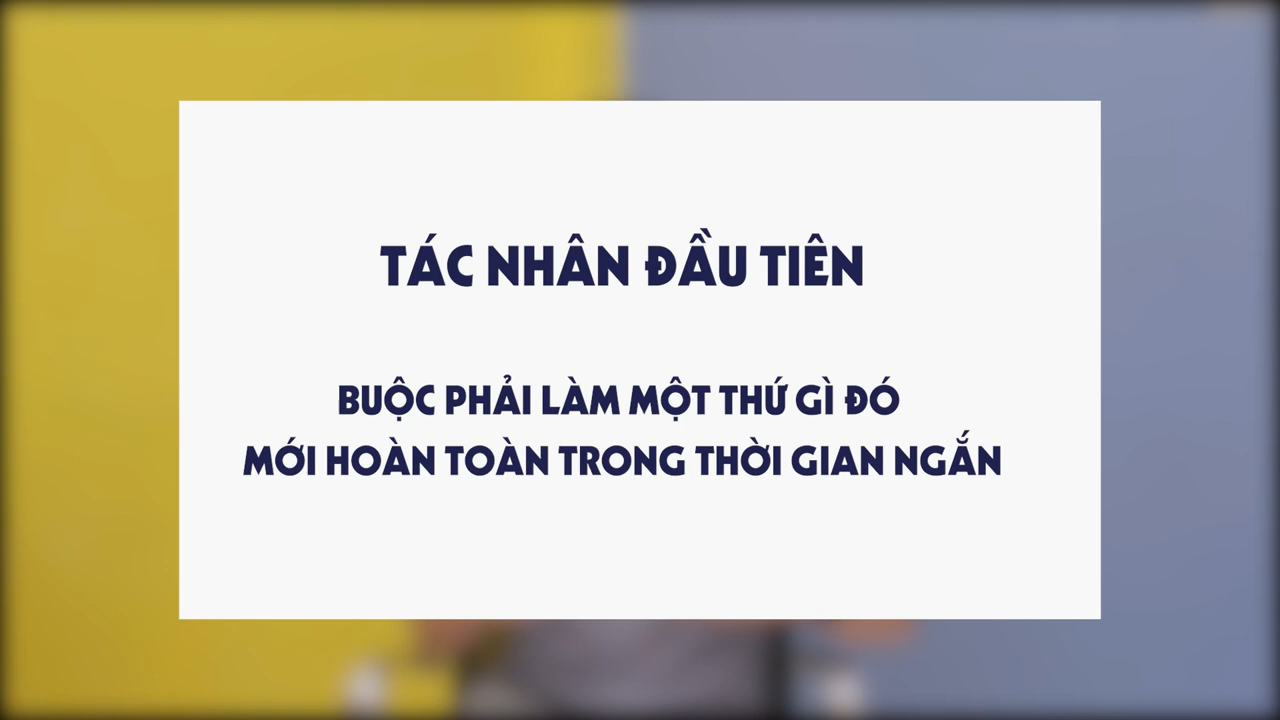 TÁC NHÂN ĐẦU TIÊN
BUỘC PHẢI LÀM MỘT THỨ GÌ ĐÓ
MỚI HOÀN TOÀN TRONG THỜI GIAN NGẮN